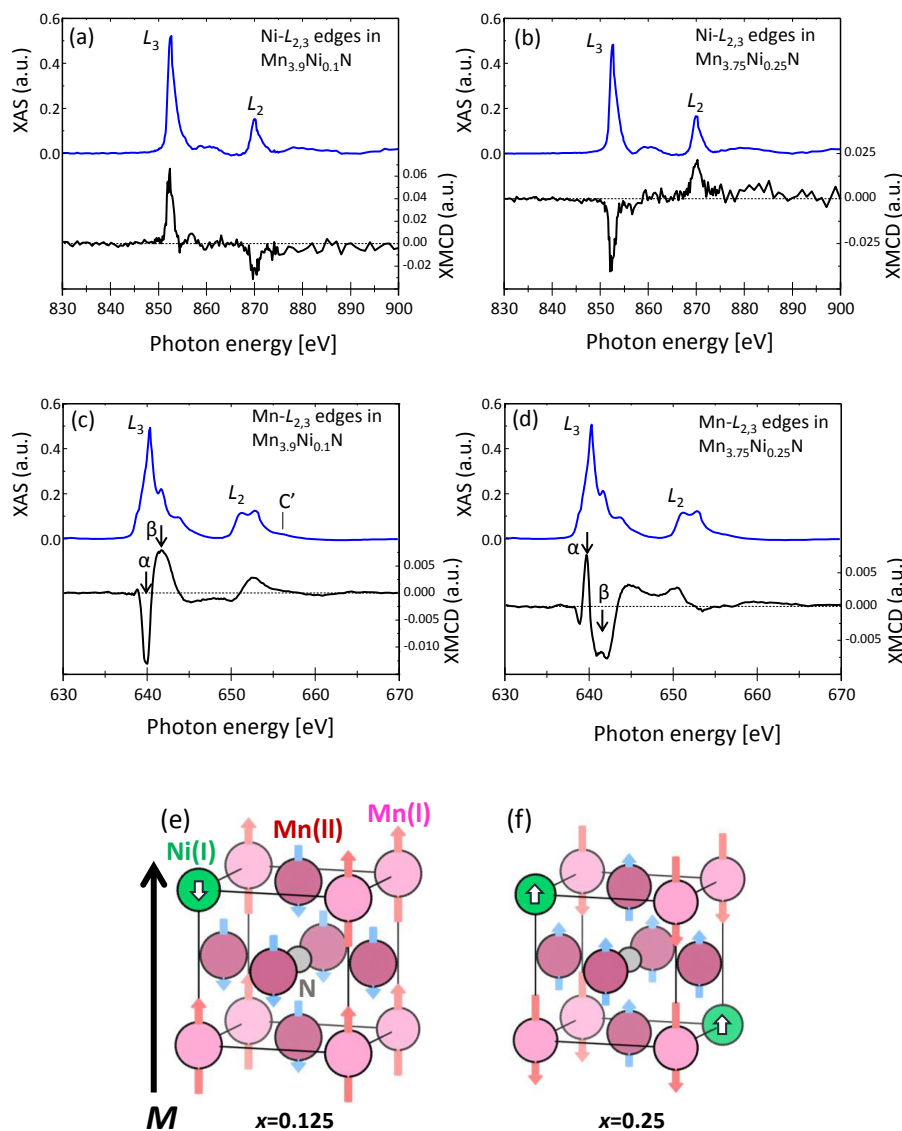 (a)
L3
Ni-L2,3 edges in
Mn3.9Ni0.1N
L2
XAS (a.u.)
0.6
0.4
0.2
0.0
XMCD (a.u.)
0.06
0.04
0.02
0.00
-0.02
830 840 850 860 870 880 890 900
Photon energy [eV]
(b)
L3
Ni-L2,3 edges in
Mn3.75Ni0.25N
L2
XAS (a.u.)
0.6
0.4
0.2
0.0
XMCD (a.u.)
0.025
0.000
-0.025
830 840 850 860 870 880 890 900
Photon energy [eV]
(c)
L3
Mn-L2,3 edges in
Mn3.9Ni0.1N
L2
C'
α
β
XAS (a.u.)
0.6
0.4
0.2
0.0
XMCD (a.u.)
0.005
0.000
-0.005
-0.010
630 640 650 660 670
Photon energy [eV]
(d)
L3
Mn-L2,3 edges in
Mn3.75Ni0.25N
L2
α
β
XAS (a.u.)
0.6
0.4
0.2
0.0
XMCD (a.u.)
0.005
0.000
-0.005
630 640 650 660 670
Photon energy [eV]
(e)
Mn(II)
Mn(I)
Ni(I)
N
M
x=0.125
(f)
x=0.25